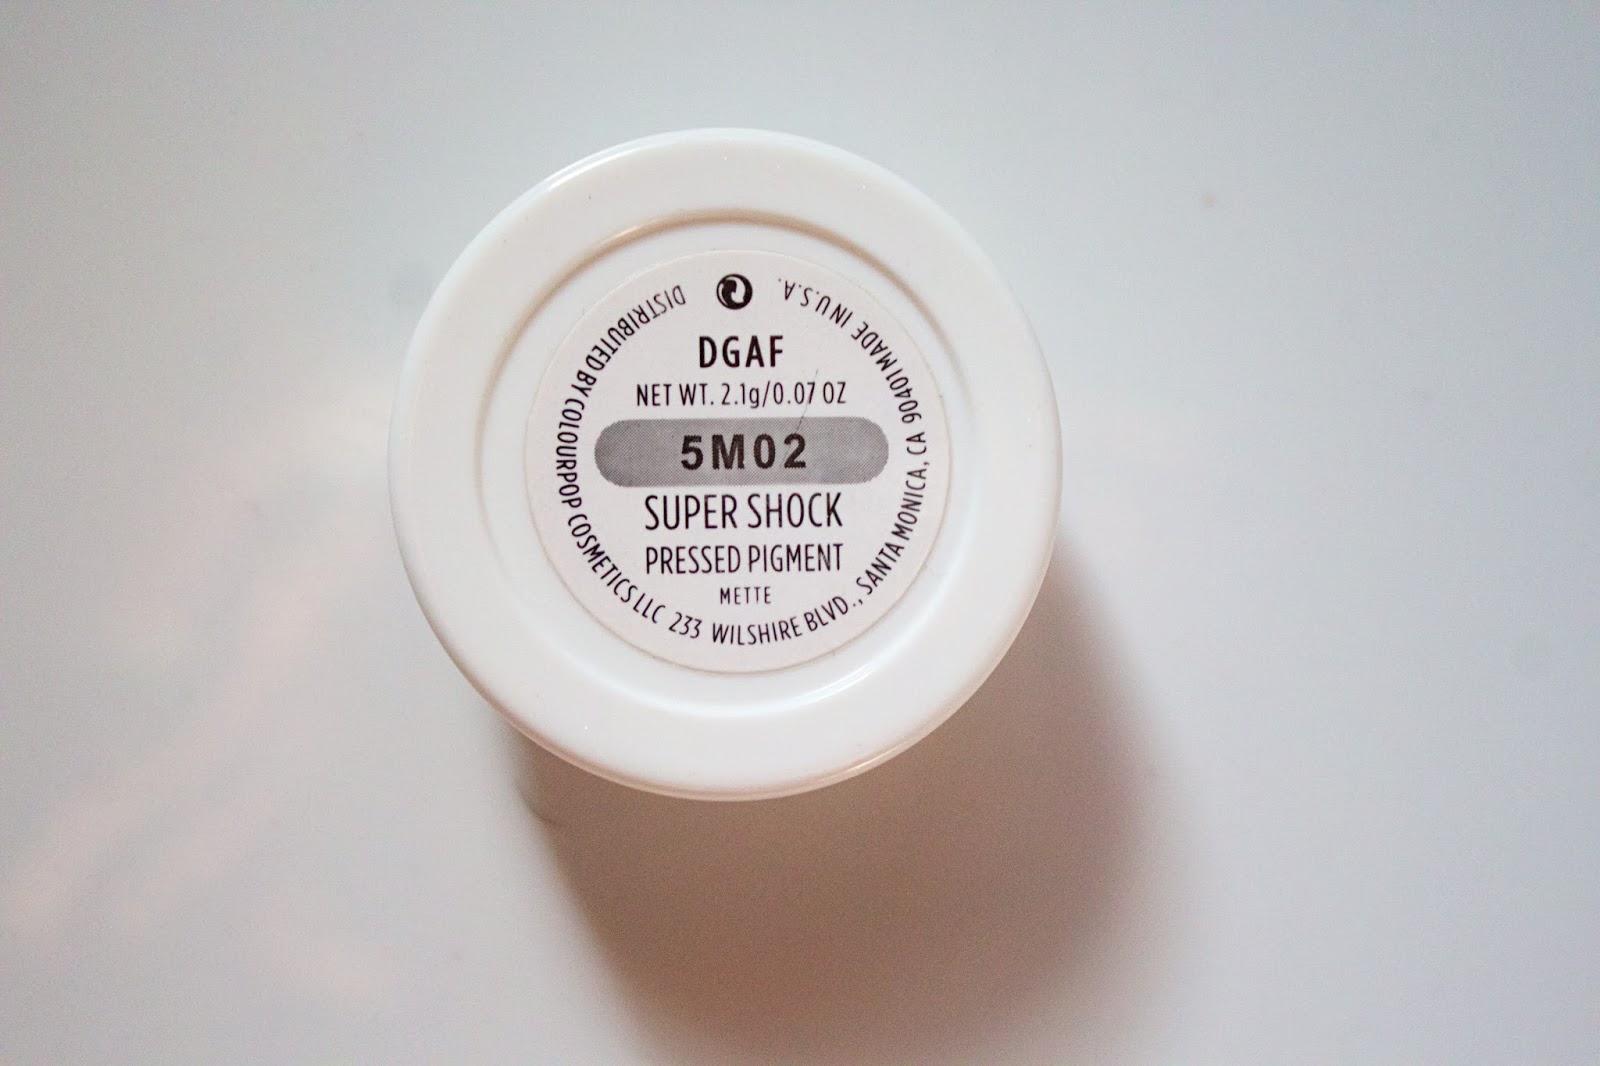 DGAF
NET WT. 2.1g/0.07 OZ
5M02
SUPER SHOCK
PRESSED PIGMENT
METTE
DISTRIBUTED BY COLOURPOP COSMETICS LLC 233 WILSHIRE BLVD., SANTA MONICA, CA 90401 MADE IN U.S.A.